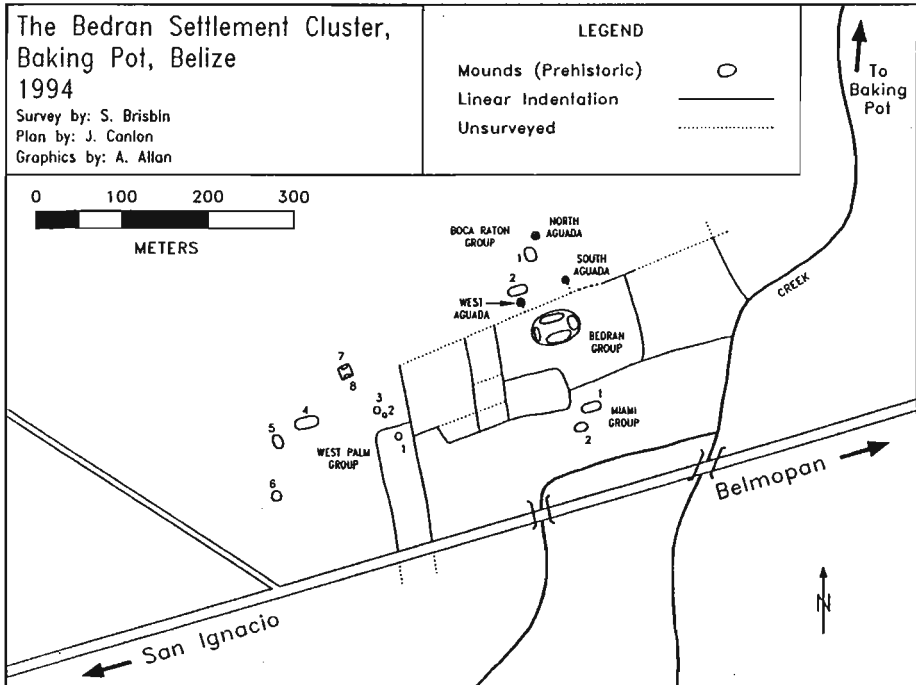 The Bedran Settlement Cluster,
Baking Pot, Belize
1994
Survey by: S. Brisbin
Plan by: J. Conlon
Graphics by: A. Allan
LEGEND
Mounds (Prehistoric)
Linear Indentation
Unsurveyed
To
Baking
Pot
0 100 200 300
METERS
BOCA RATON
GROUP
NORTH
AGUADA
1
SOUTH
AGUADA
2
WEST
AGUADA
CREEK
BEDRAN
GROUP
7
8
3
2
4
1
5
WEST PALM
GROUP
6
1
MIAMI
GROUP
2
Belmopan
San Ignacio
N